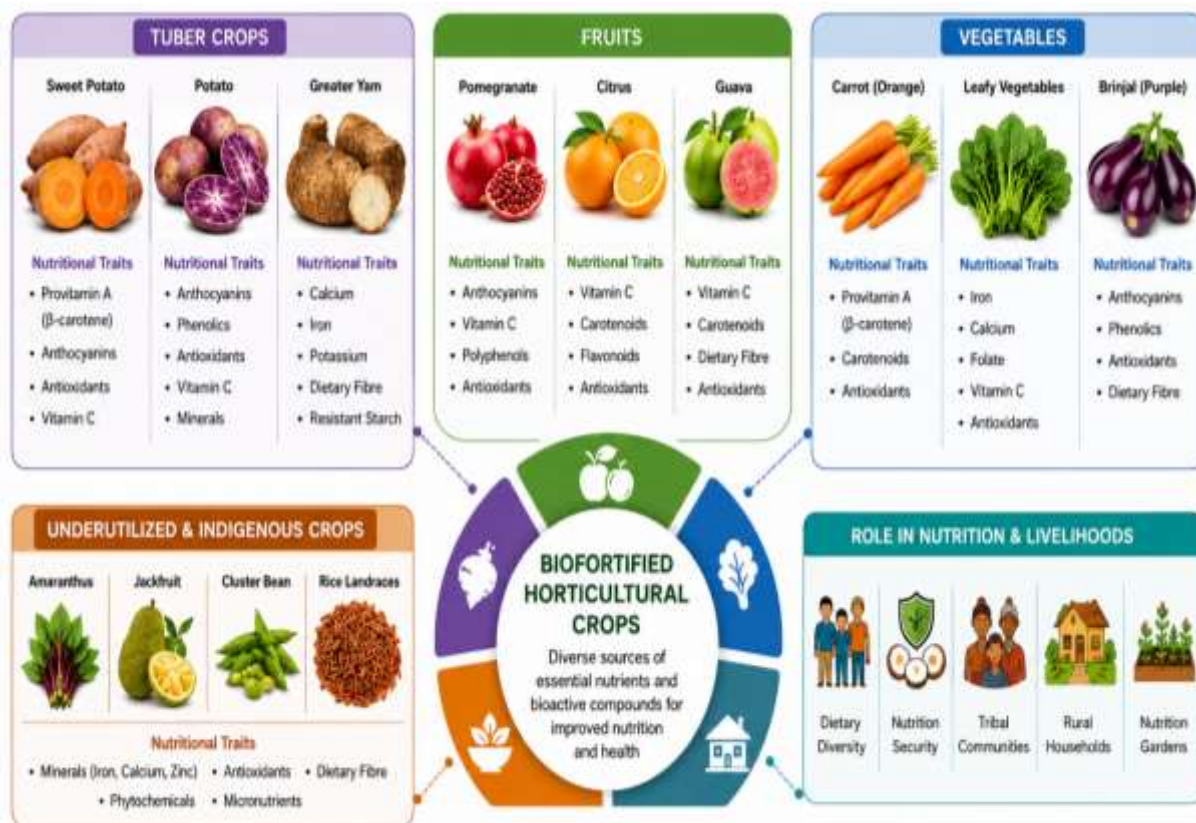 TUBER CROPS
Sweet Potato
Nutritional Traits
• Provitamin A
(β-carotene)
• Anthocyanins
• Antioxidants
• Vitamin C
Potato
Nutritional Traits
• Anthocyanins
• Phenolics
• Antioxidants
• Vitamin C
• Minerals
Greater Yam
Nutritional Traits
• Calcium
• Iron
• Potassium
• Dietary Fibre
• Resistant Starch
FRUITS
Pomegranate
Nutritional Traits
• Anthocyanins
• Vitamin C
• Polyphenols
• Antioxidants
Citrus
Nutritional Traits
• Vitamin C
• Carotenoids
• Flavonoids
• Antioxidants
Guava
Nutritional Traits
• Vitamin C
• Carotenoids
• Dietary Fibre
• Antioxidants
VEGETABLES
Carrot (Orange)
Nutritional Traits
• Provitamin A
(β-carotene)
• Carotenoids
• Antioxidants
Leafy Vegetables
Nutritional Traits
• Iron
• Calcium
• Folate
• Vitamin C
• Antioxidants
Brinjal (Purple)
Nutritional Traits
• Anthocyanins
• Phenolics
• Antioxidants
• Dietary Fibre
UNDERUTILIZED & INDIGENOUS CROPS
Amaranthus
Jackfruit
Cluster Bean
Rice Landraces
Nutritional Traits
• Minerals (Iron, Calcium, Zinc) • Antioxidants • Dietary Fibre
• Phytochemicals • Micronutrients
BIOFORTIFIED
HORTICULTURAL
CROPS
Diverse sources of
essential nutrients and
bioactive compounds for
improved nutrition
and health
ROLE IN NUTRITION & LIVELIHOODS
Dietary
Diversity
Nutrition
Security
Tribal
Communities
Rural
Households
Nutrition
Gardens